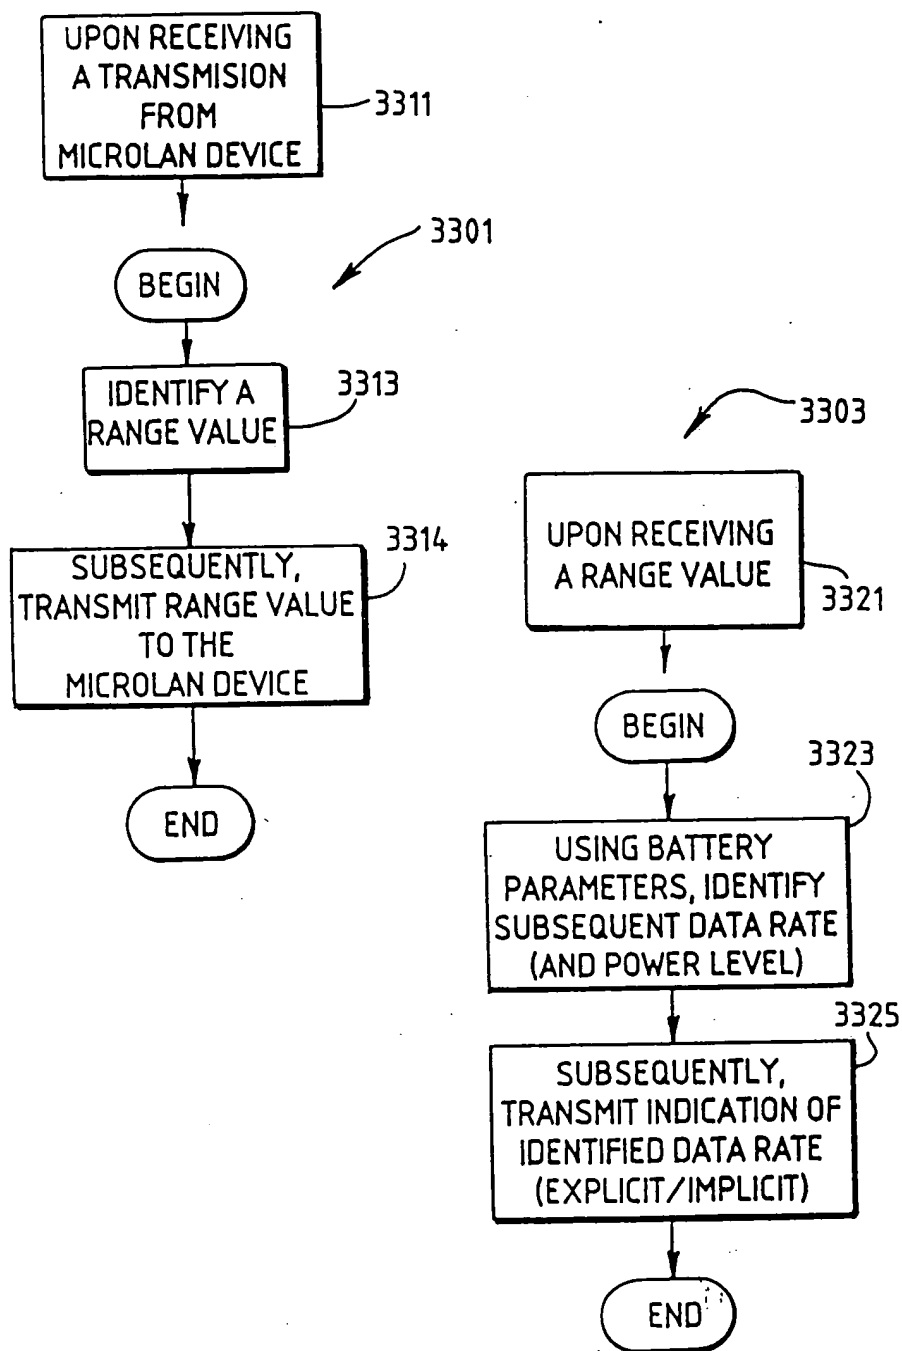 UPON RECEIVING
A TRANSMISION
FROM
MICROLAN DEVICE
3311
3301
BEGIN
IDENTIFY A
RANGE VALUE
3313
SUBSEQUENTLY,
TRANSMIT RANGE VALUE
TO THE
MICROLAN DEVICE
3314
END
3303
UPON RECEIVING
A RANGE VALUE
3321
BEGIN
3323
USING BATTERY
PARAMETERS, IDENTIFY
SUBSEQUENT DATA RATE
(AND POWER LEVEL)
3325
SUBSEQUENTLY,
TRANSMIT INDICATION OF
IDENTIFIED DATA RATE
(EXPLICIT/IMPLICIT)
END